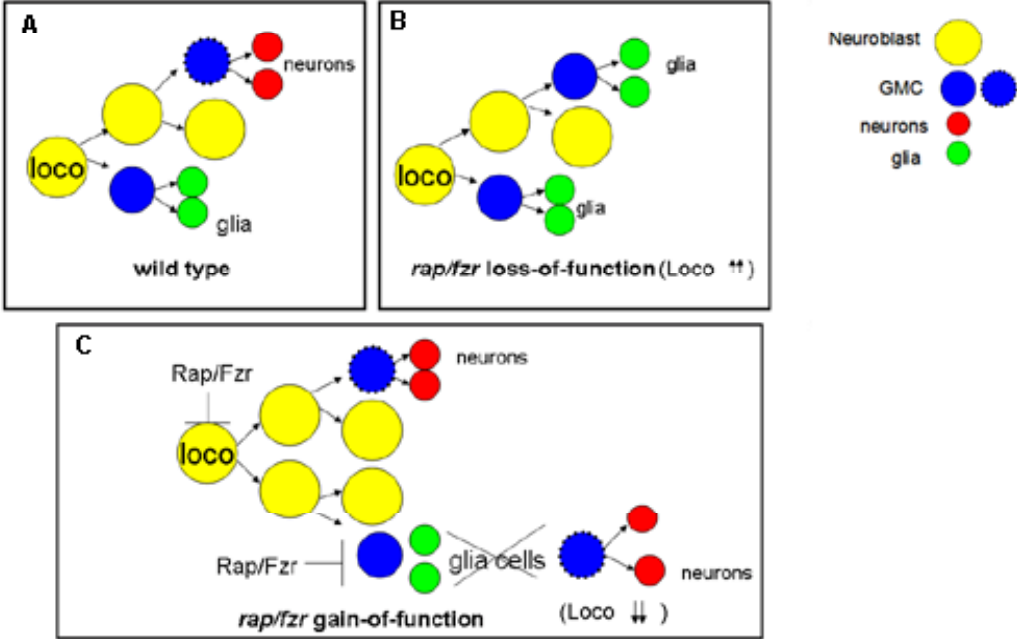 A
neurons
loco
glia
wild type
B
glia
loco
glia
rap/fzr loss-of-function (Loco ⇈)
Neuroblast
GMC
neurons
glia
C
neurons
Rap/Fzr
loco
Rap/Fzr
glia cells
neurons
rap/fzr gain-of-function
(Loco ⇊)